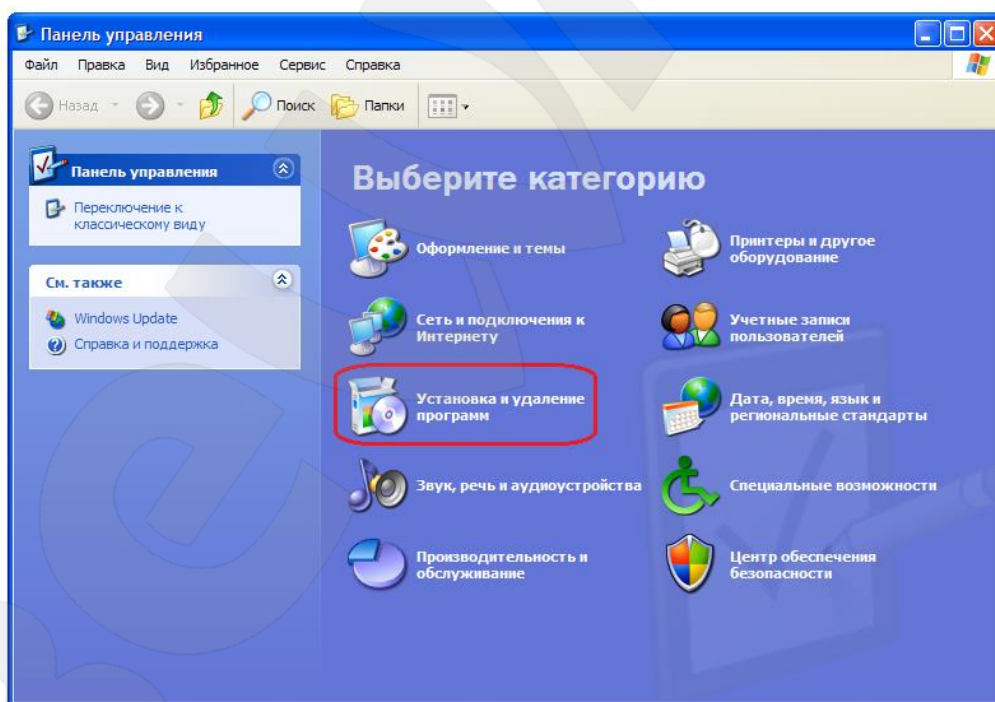 Панель управления
Файл Правка Вид Избранное Сервис Справка
Назад Поиск Папки
Панель управления
Переключение к
классическому виду
См. также
Windows Update
Справка и поддержка
Выберите категорию
Оформление и темы
Принтеры и другое
оборудование
Сеть и подключения к
Интернету
Учетные записи
пользователей
Установка и удаление
программ
Дата, время, язык и
региональные стандарты
Звук, речь и аудиоустройства
Специальные возможности
Производительность и
обслуживание
Центр обеспечения
безопасности